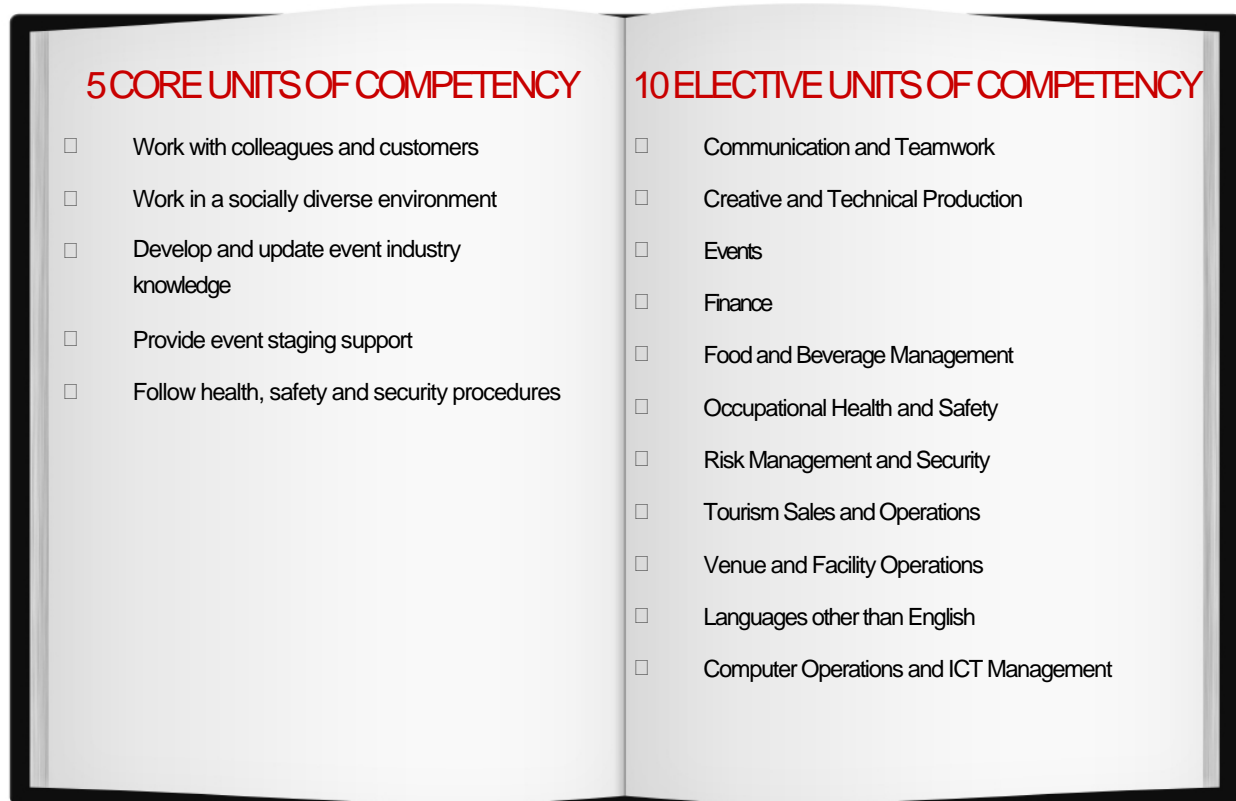 5 CORE UNITS OF COMPETENCY
Work with colleagues and customers
Work in a socially diverse environment
Develop and update event industry
knowledge
Provide event staging support
Follow health, safety and security procedures
10 ELECTIVE UNITS OF COMPETENCY
Communication and Teamwork
Creative and Technical Production
Events
Finance
Food and Beverage Management
Occupational Health and Safety
Risk Management and Security
Tourism Sales and Operations
Venue and Facility Operations
Languages other than English
Computer Operations and ICT Management